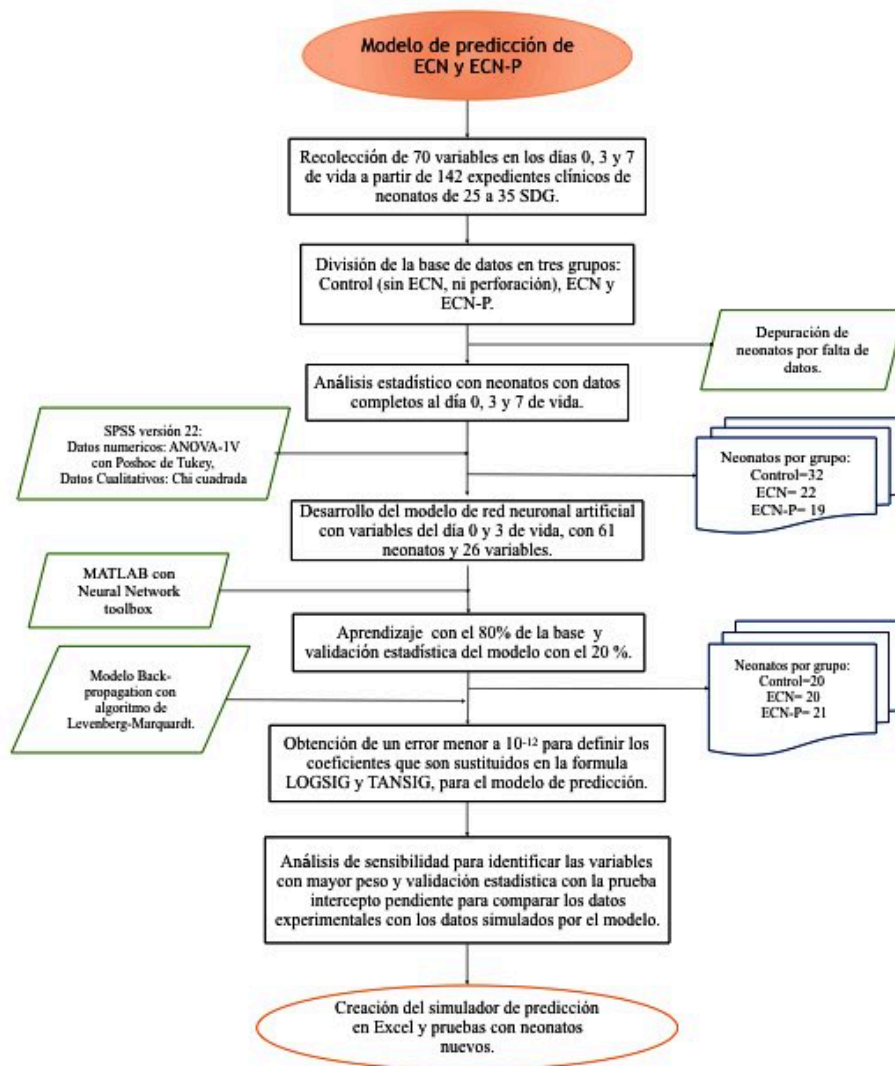 Modelo de predicción de
ECN y ECN-P
Recolección de 70 variables en los días 0, 3 y 7
de vida a partir de 142 expedientes clínicos de
neonatos de 25 a 35 SDG.
División de la base de datos en tres grupos:
Control (sin ECN, ni perforación), ECN y
ECN-P.
Depuración de
neonatos por falta de
datos.
Análisis estadístico con neonatos con datos
completos al día 0, 3 y 7 de vida.
SPSS versión 22:
Datos numericos: ANOVA-1V
con Poshoc de Tukey,
Datos Cualitativos: Chi cuadrada
Neonatos por grupo:
Control=32
ECN= 22
ECN-P= 19
Desarrollo del modelo de red neuronal artificial
con variables del día 0 y 3 de vida, con 61
neonatos y 26 variables.
MATLAB con
Neural Network
toolbox
Aprendizaje con el 80% de la base y
validación estadística del modelo con el 20 %.
Modelo Back-
propagation con
algoritmo de
Levenberg-Marquardt.
Neonatos por grupo:
Control=20
ECN= 20
ECN-P= 21
Obtención de un error menor a 10-12 para definir los
coeficientes que son sustituidos en la formula
LOGSIG y TANSIG, para el modelo de predicción.
Análisis de sensibilidad para identificar las variables
con mayor peso y validación estadística con la prueba
intercepto pendiente para comparar los datos
experimentales con los datos simulados por el modelo.
Creación del simulador de predicción
en Excel y pruebas con neonatos
nuevos.